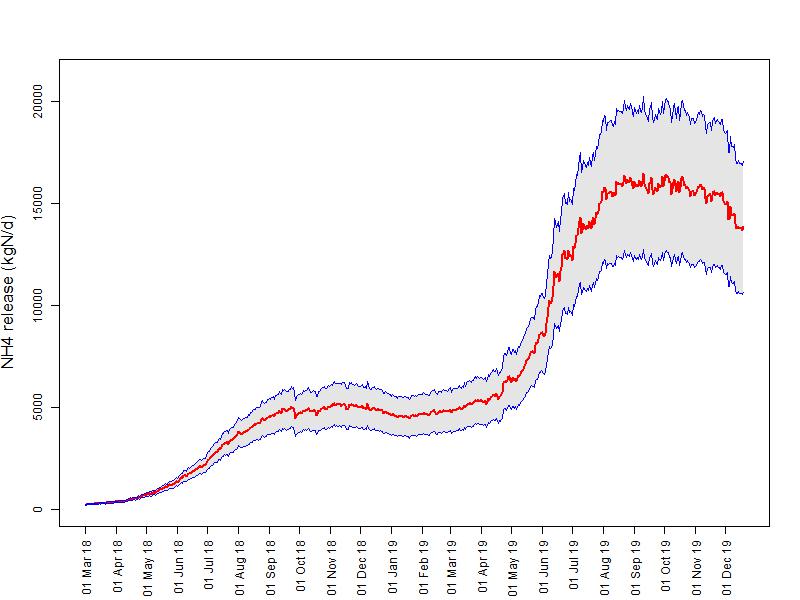 NH4 release (kgN/d)
20000
15000
10000
5000
0
01 Mar 18
01 Apr 18
01 May 18
01 Jun 18
01 Jul 18
01 Aug 18
01 Sep 18
01 Oct 18
01 Nov 18
01 Dec 18
01 Jan 19
01 Feb 19
01 Mar 19
01 Apr 19
01 May 19
01 Jun 19
01 Jul 19
01 Aug 19
01 Sep 19
01 Oct 19
01 Nov 19
01 Dec 19